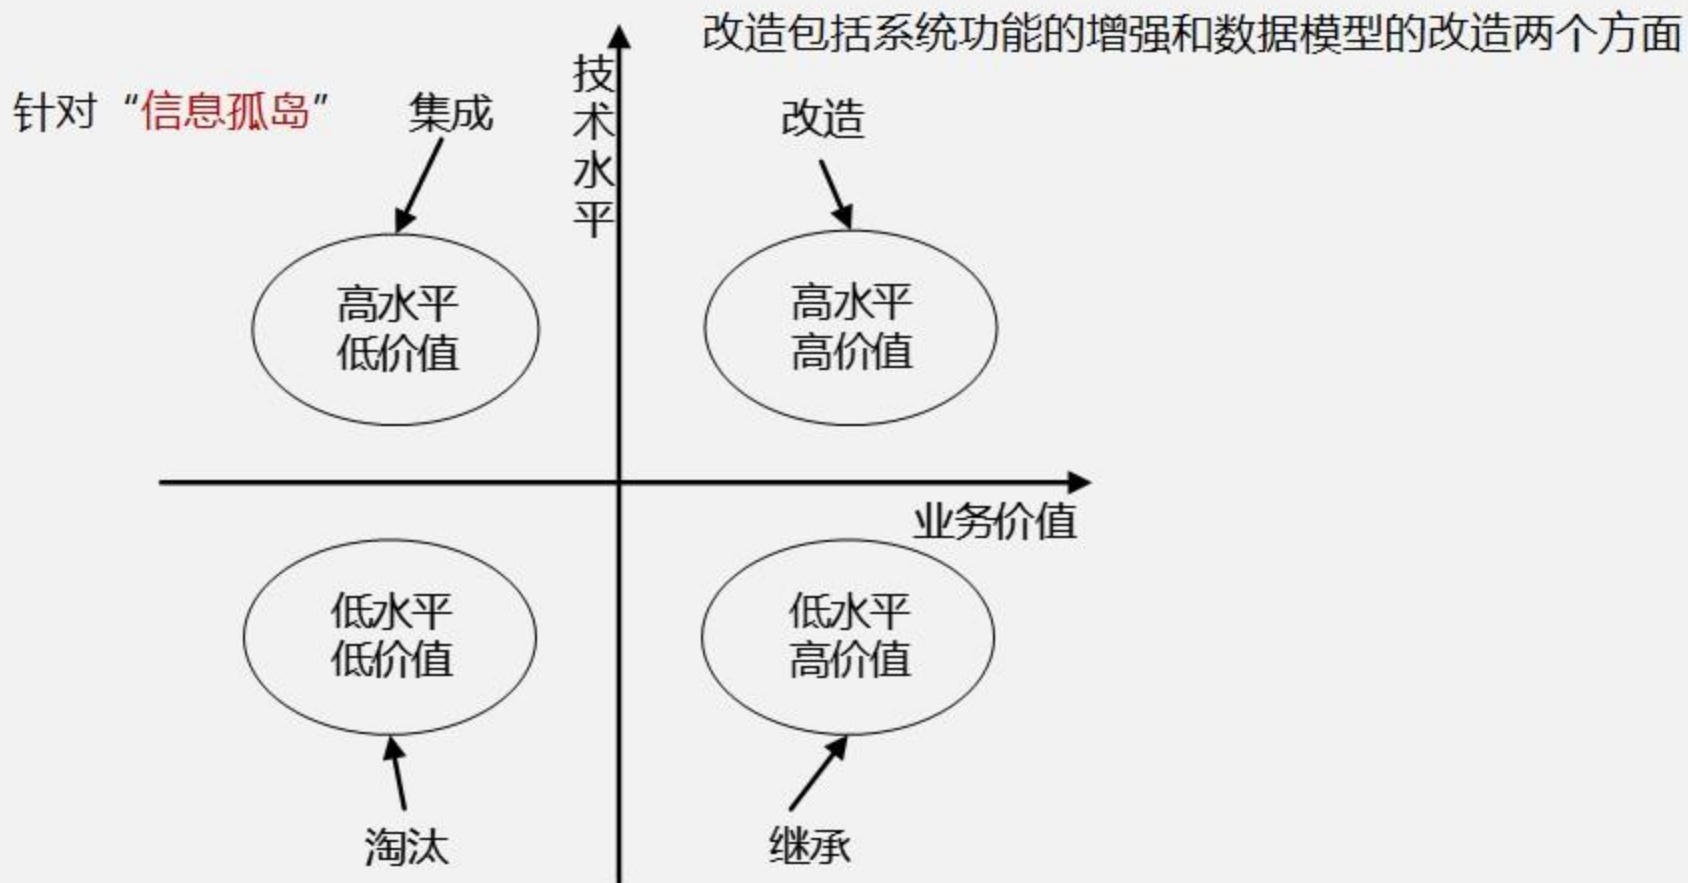 改造包括系统功能的增强和数据模型的改造两个方面
针对“信息孤岛”
集成
技术水平
改造
高水平
低价值
高水平
高价值
业务价值
低水平
低价值
低水平
高价值
淘汰
继承